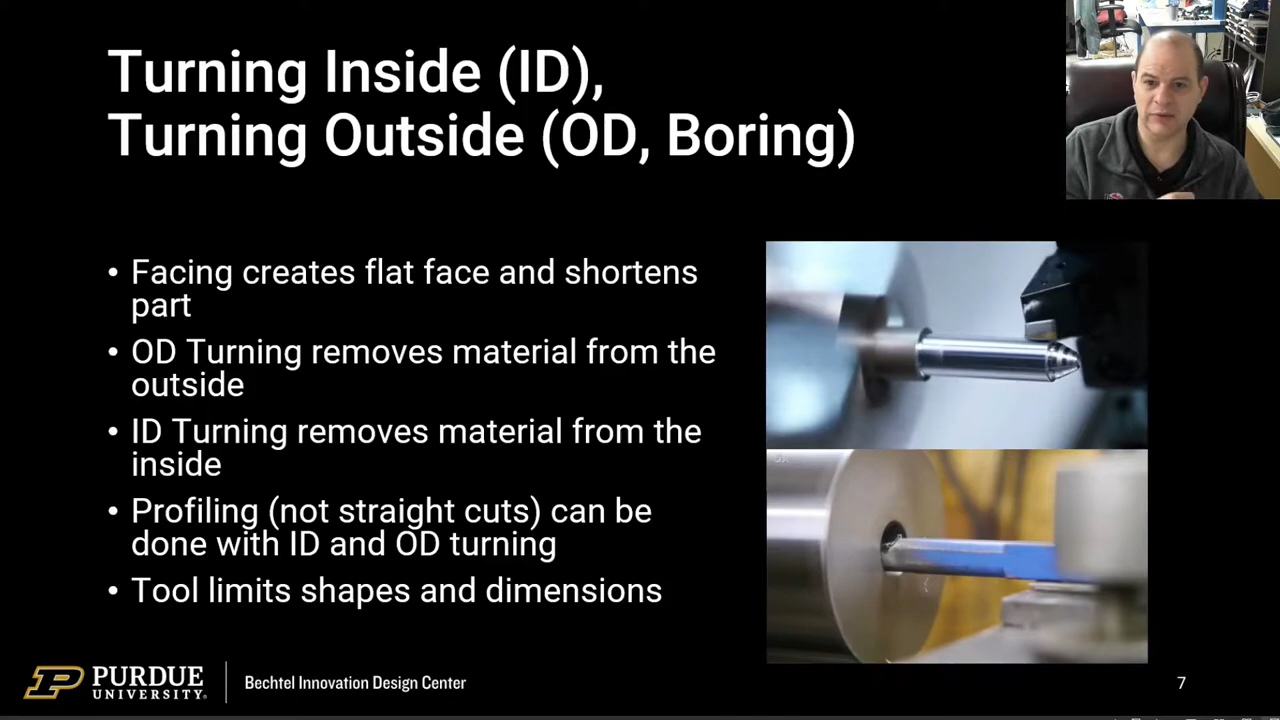 Turning Inside (ID),
Turning Outside (OD, Boring)
• Facing creates flat face and shortens
part
• OD Turning removes material from the
outside
• ID Turning removes material from the
inside
• Profiling (not straight cuts) can be
done with ID and OD turning
• Tool limits shapes and dimensions
PURDUE
UNIVERSITY®
Bechtel Innovation Design Center
7